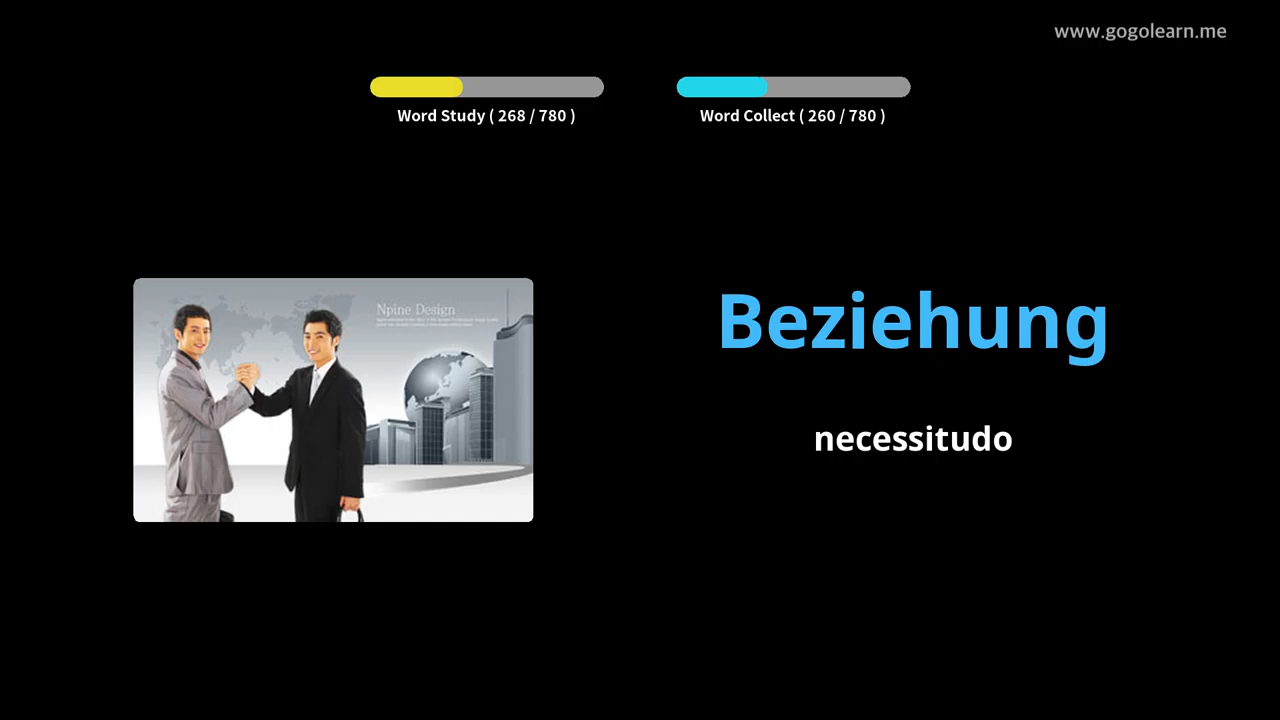 www.gogolearn.me
Word Study ( 268 / 780 )
Word Collect ( 260 / 780 )
Npine Design
Beziehung
necessitudo